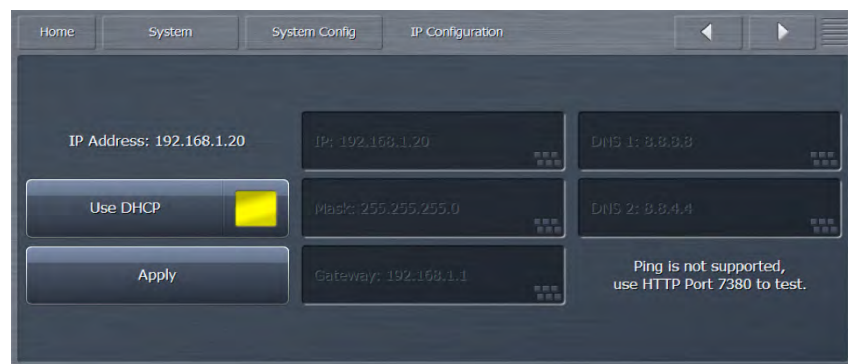 Home System System Config IP Configuration
IP Address: 192.168.1.20
IP: 192.168.1.20
DNS 1: 8.8.8.8
Use DHCP
Mask: 255.255.255.0
DNS 2: 8.8.4.4
Apply
Gateway: 192.168.1.1
Ping is not supported,
use HTTP Port 7380 to test.